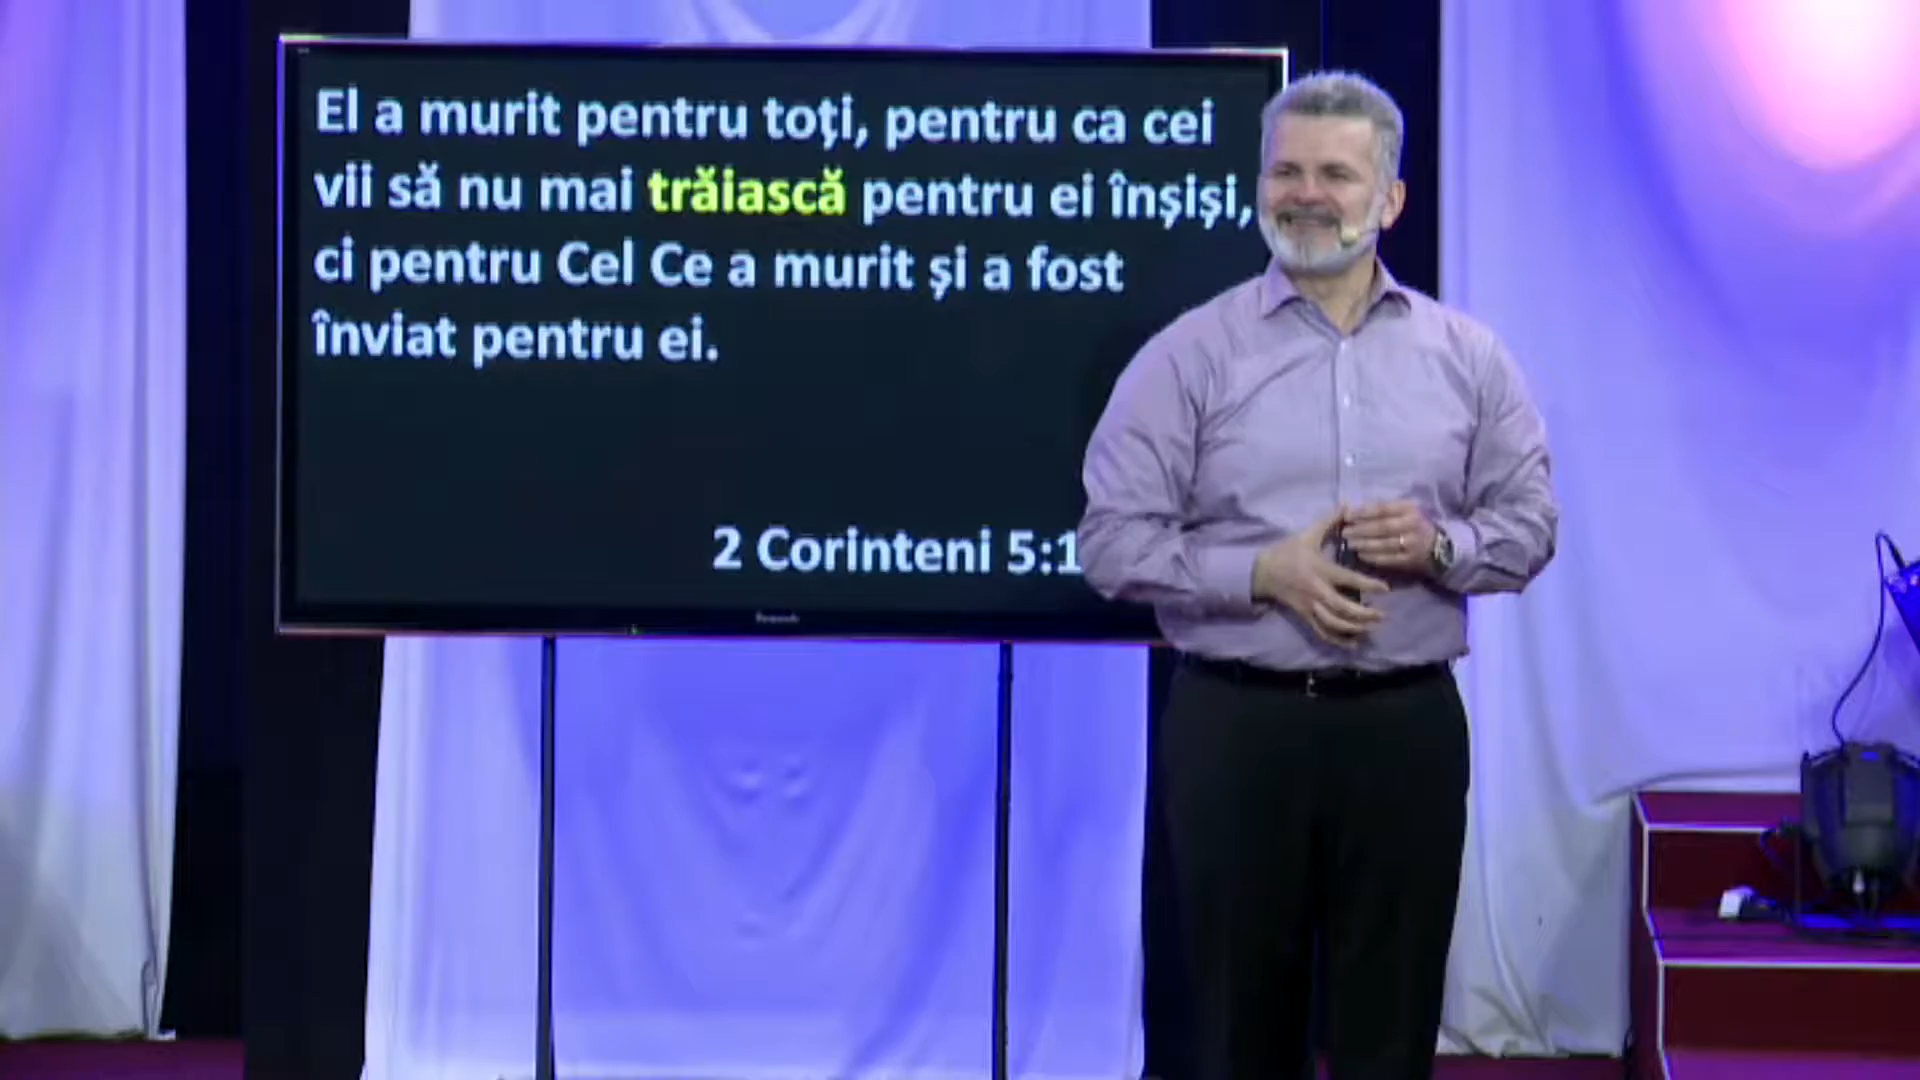 El a murit pentru toţi, pentru ca cei
vii să nu mai trăiască pentru ei înşişi,
ci pentru Cel Ce a murit şi a fost
înviat pentru ei.
2 Corinteni 5:1